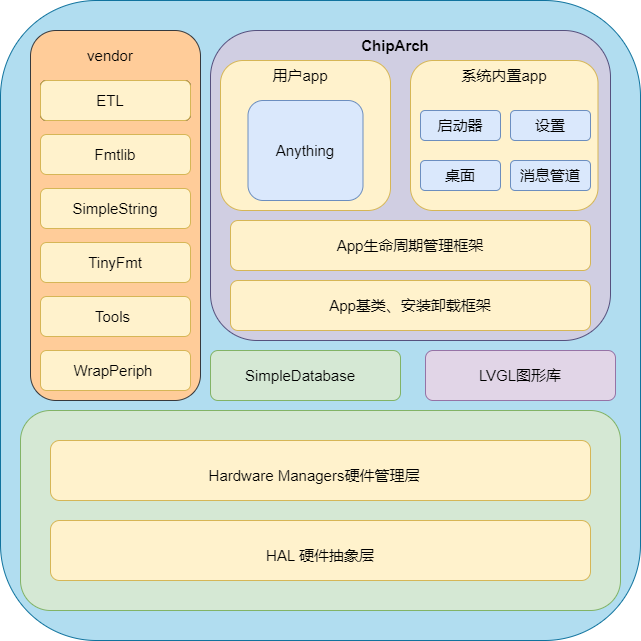 vendor
ETL
Fmtlib
SimpleString
TinyFmt
Tools
WrapPeriph
ChipArch
用户app
Anything
系统内置app
启动器
设置
桌面
消息管道
App生命周期管理框架
App基类、安装卸载框架
SimpleDatabase
LVGL图形库
Hardware Managers硬件管理层
HAL 硬件抽象层